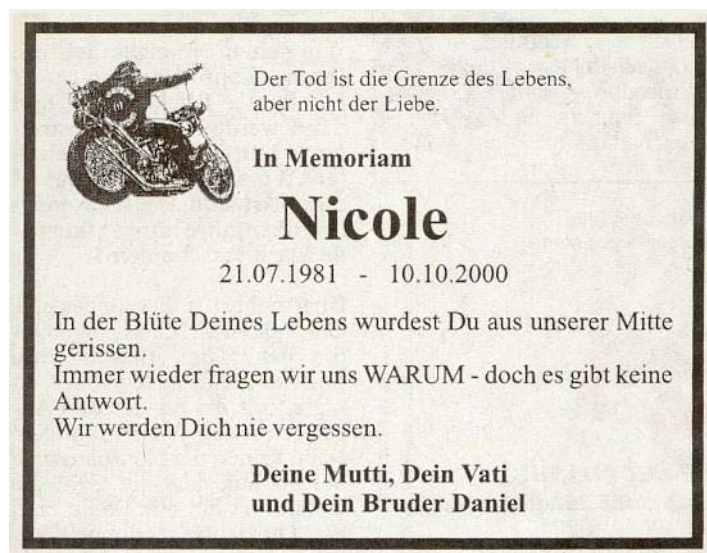 Der Tod ist die Grenze des Lebens,
aber nicht der Liebe.
In Memoriam
Nicole
21.07.1981 - 10.10.2000
In der Blüte Deines Lebens wurdest Du aus unserer Mitte
gerissen.
Immer wieder fragen wir uns WARUM - doch es gibt keine
Antwort.
Wir werden Dich nie vergessen.
Deine Mutti, Dein Vati
und Dein Bruder Daniel